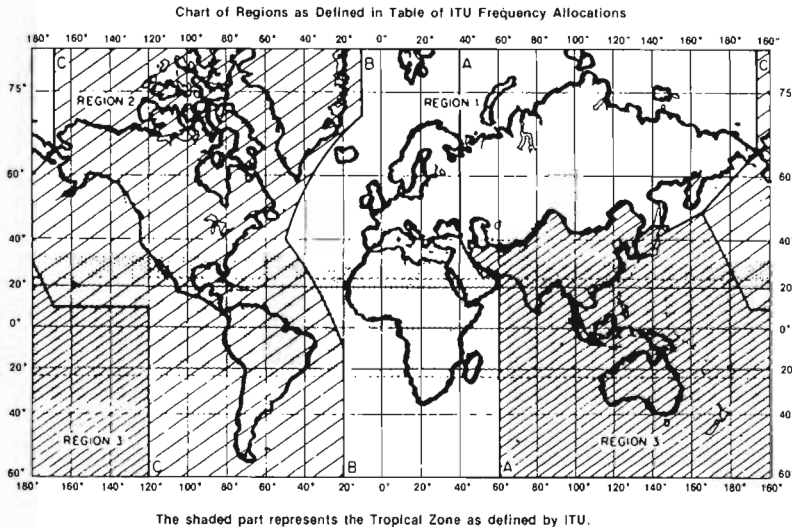 Chart of Regions as Defined in Table of ITU Frequency Allocations
180° 160° 140° 120° 100° 80° 60° 40° 20° 0° 20° 40° 60° 80° 100° 120° 140° 160° 180° 160°
C B A C
75° 75°
REGION 2 REGION 1
60° 60°
40° 40°
20° 20°
0° 0°
20° 20°
40° 40°
REGION 3 REGION 3
60° C B A 60°
180° 160° 140° 120° 100° 80° 60° 40° 20° 0° 20° 40° 60° 80° 100° 120° 140° 160° 180° 160°
The shaded part represents the Tropical Zone as defined by ITU.